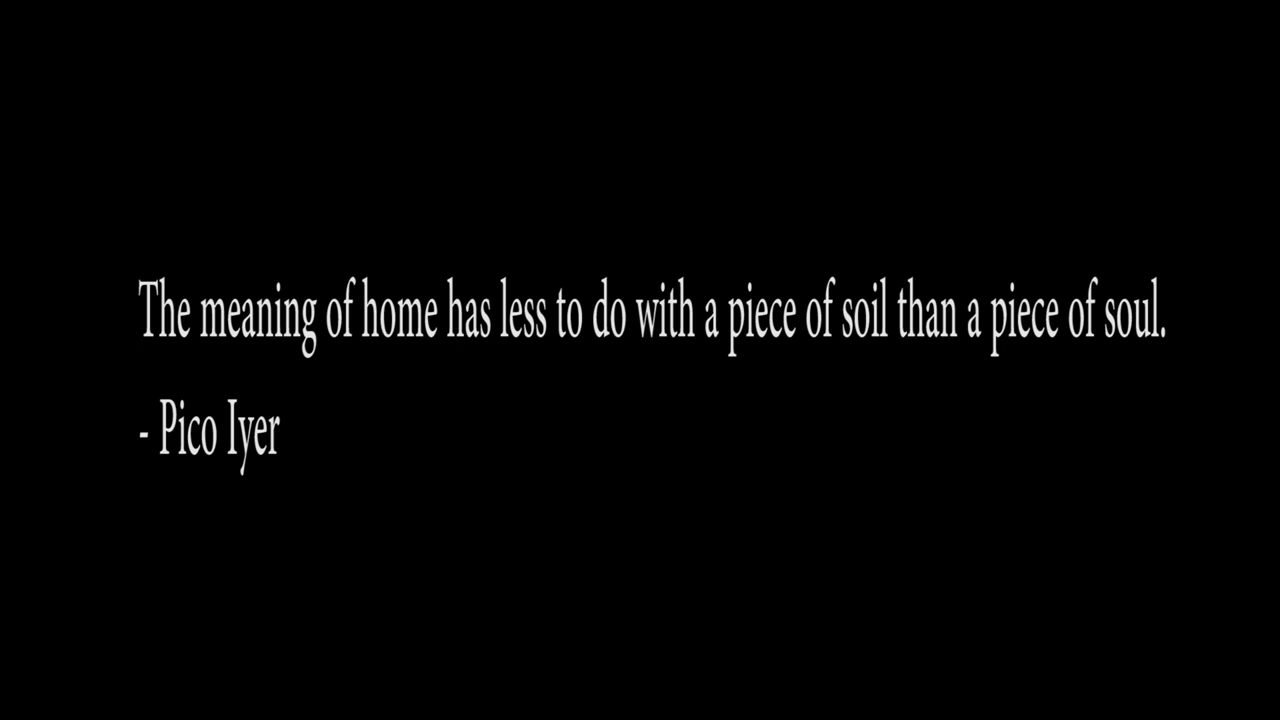 The meaning of home has less to do with a piece of soil than a piece of soul.
- Pico Iyer